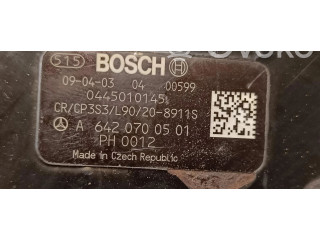 515 BOSCH
09-04-03 04 00599
0445010145
CR/CP3S3/L90/20-8911S
A 642 070 05 01
PH 0012
Made in Czech Republic